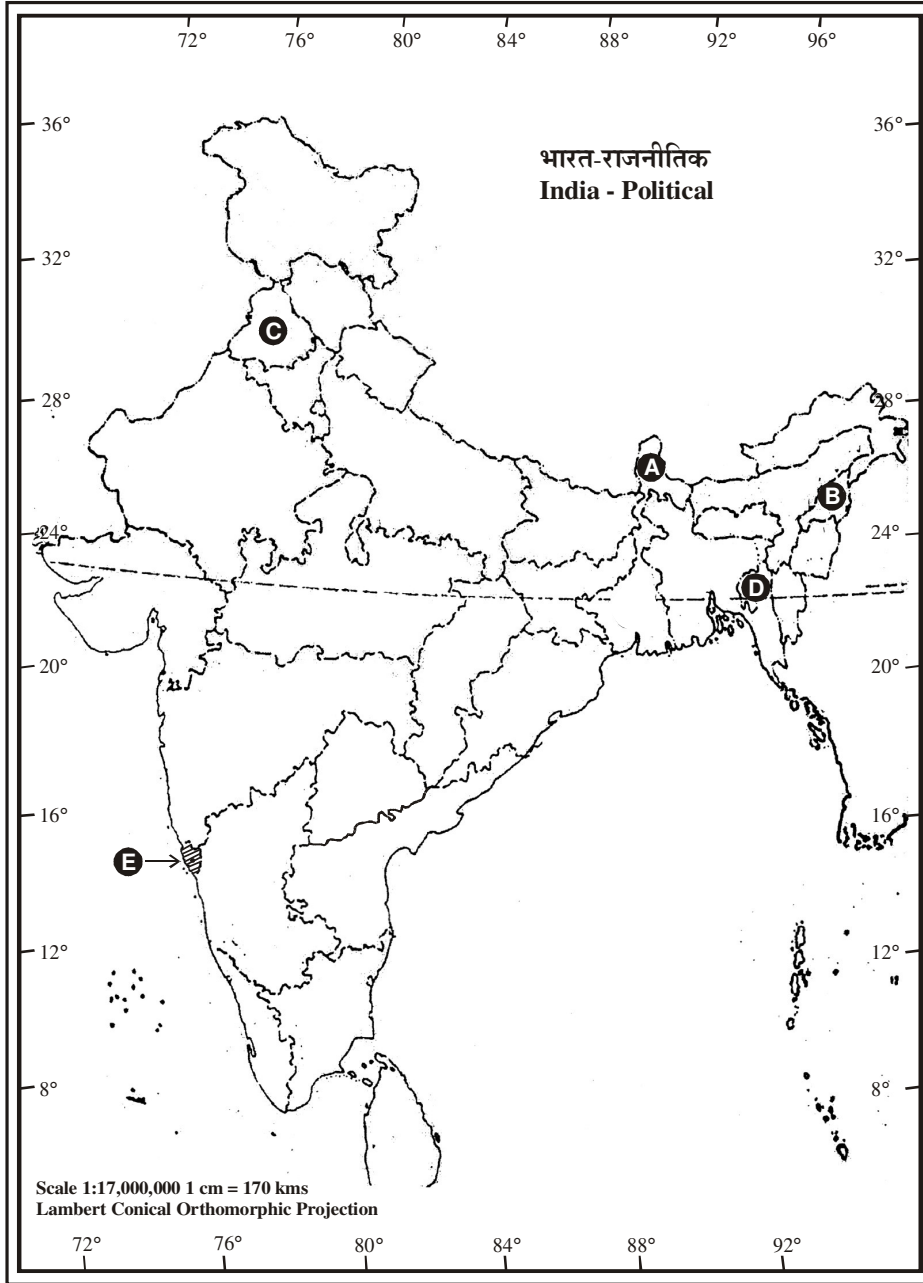 72° 76° 80° 84° 88° 92° 96°
36° 36°
भारत-राजनीतिक
India - Political
32° 32°
C
28° 28°
A
B
24° 24°
D
20° 20°
16° 16°
E
12° 12°
8° 8°
Scale 1:17,000,000 1 cm = 170 kms
Lambert Conical Orthomorphic Projection
72° 76° 80° 84° 88° 92°